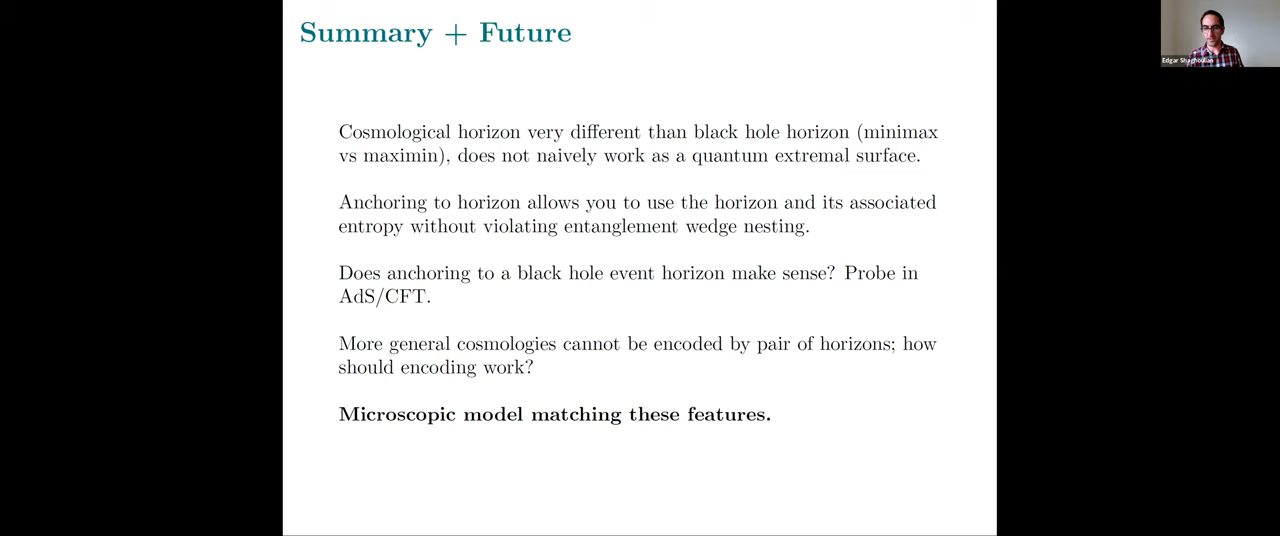 Summary + Future
Edgar Shaghoulian
Cosmological horizon very different than black hole horizon (minimax
vs maximin), does not naively work as a quantum extremal surface.
Anchoring to horizon allows you to use the horizon and its associated
entropy without violating entanglement wedge nesting.
Does anchoring to a black hole event horizon make sense? Probe in
AdS/CFT.
More general cosmologies cannot be encoded by pair of horizons; how
should encoding work?
Microscopic model matching these features.